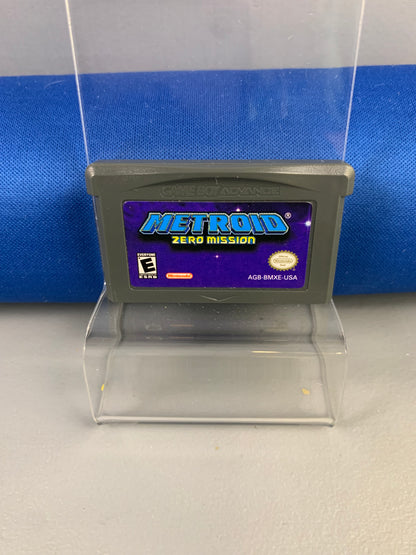 GAME BOY ADVANCE
METROID®
ZERO MISSION
EVERYONE
E
ESRB
Nintendo
AGB-BMXE-USA